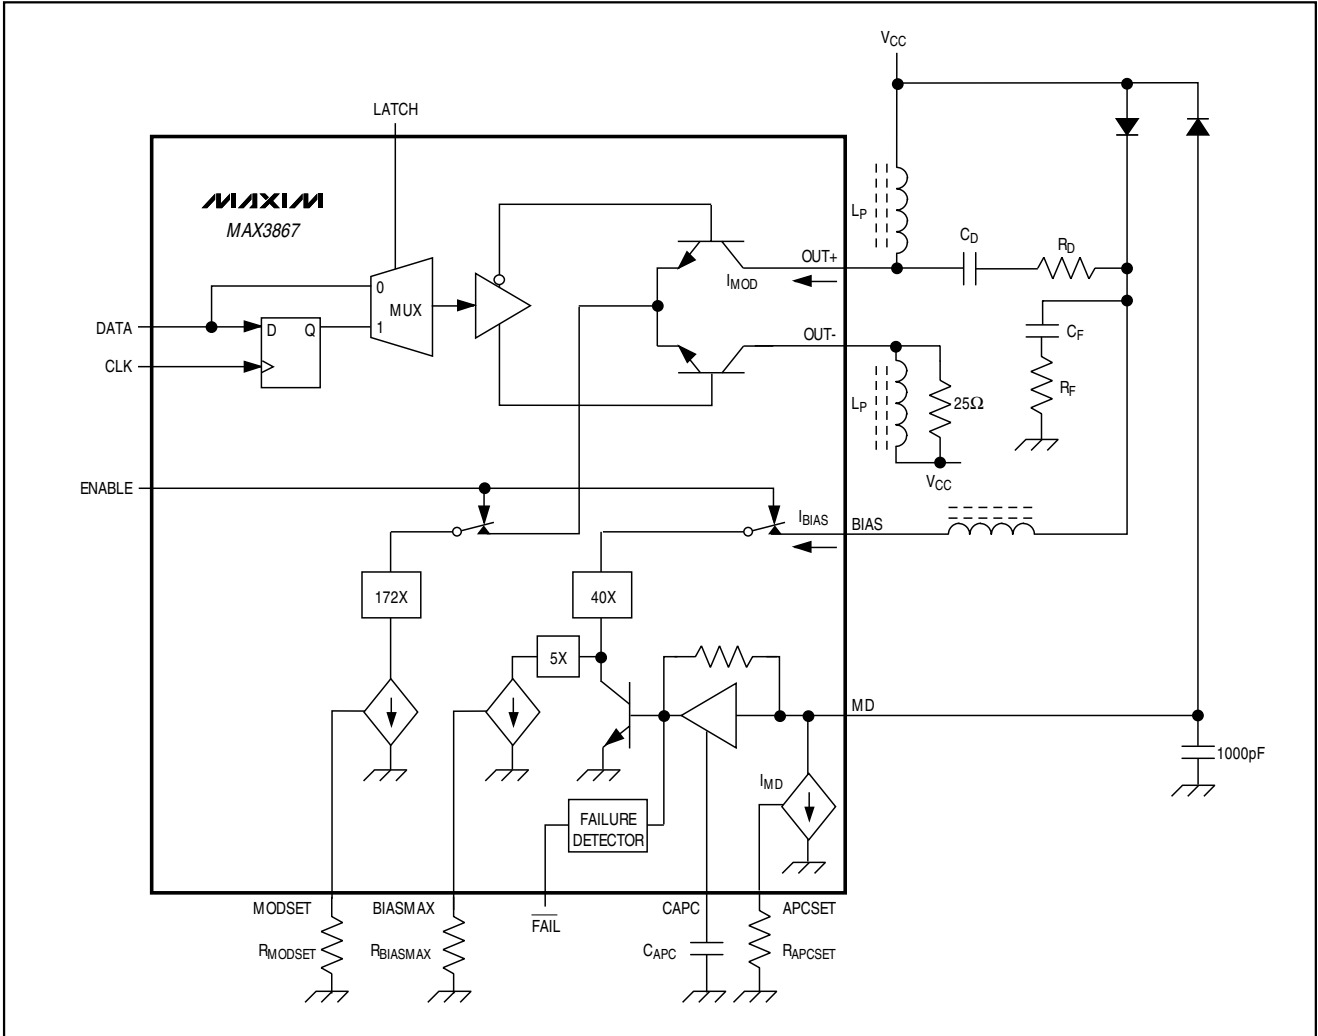 VCC
LATCH
MAXIM
MAX3867
LP
CD
RD
OUT+
IMOD
0
MUX
1
DATA
D
Q
CLK
OUT-
CF
RF
LP
25Ω
VCC
ENABLE
IBIAS
BIAS
172X
40X
5X
MD
1000pF
IMD
FAILURE
DETECTOR
MODSET
BIASMAX
FAIL
CAPC
APCSET
RMODSET
RBIASMAX
CAPC
RAPCSET